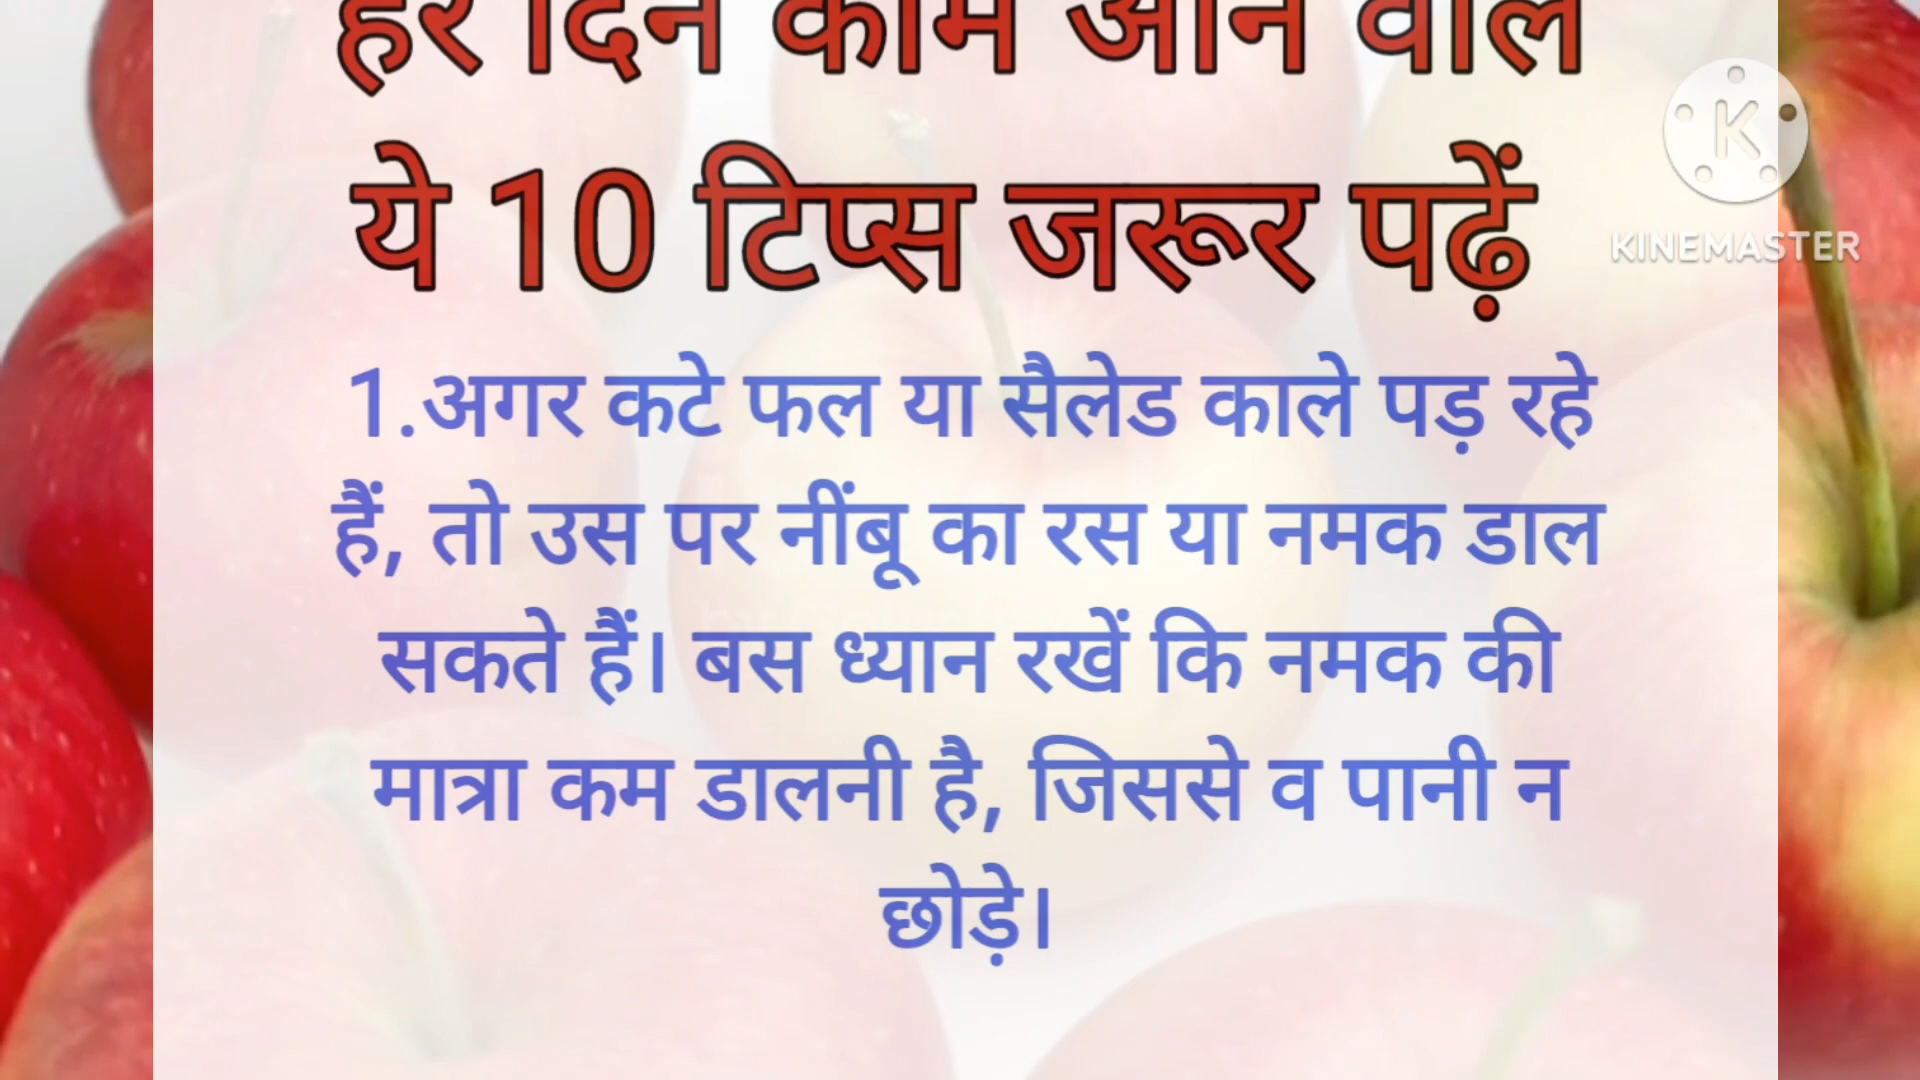 हर दिन काम आने वाले
ये 10 टिप्स जरूर पढ़ें
KINEMASTER
1.अगर कटे फल या सैलेड काले पड़ रहे
हैं, तो उस पर नींबू का रस या नमक डाल
सकते हैं। बस ध्यान रखें कि नमक की
मात्रा कम डालनी है, जिससे व पानी न
छोड़े।